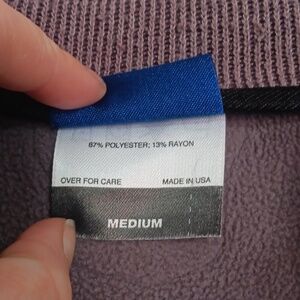 87% POLYESTER; 13% RAYON
OVER FOR CARE MADE IN USA
MEDIUM